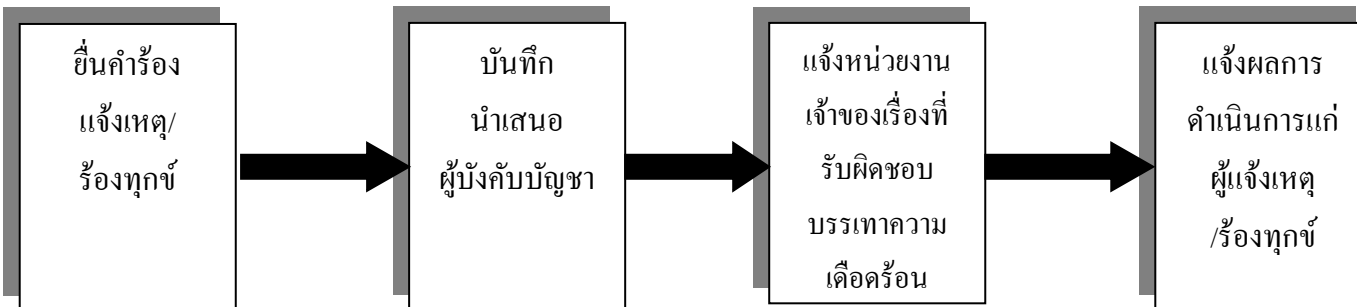 ยื่นคำร้อง
แจ้งเหตุ/
ร้องทุกข์
บันทึก
นำเสนอ
ผู้บังคับบัญชา
แจ้งหน่วยงาน
เจ้าของเรื่องที่
รับผิดชอบ
บรรเทาความ
เดือดร้อน
แจ้งผลการ
ดำเนินการแก่
ผู้แจ้งเหตุ
/ร้องทุกข์